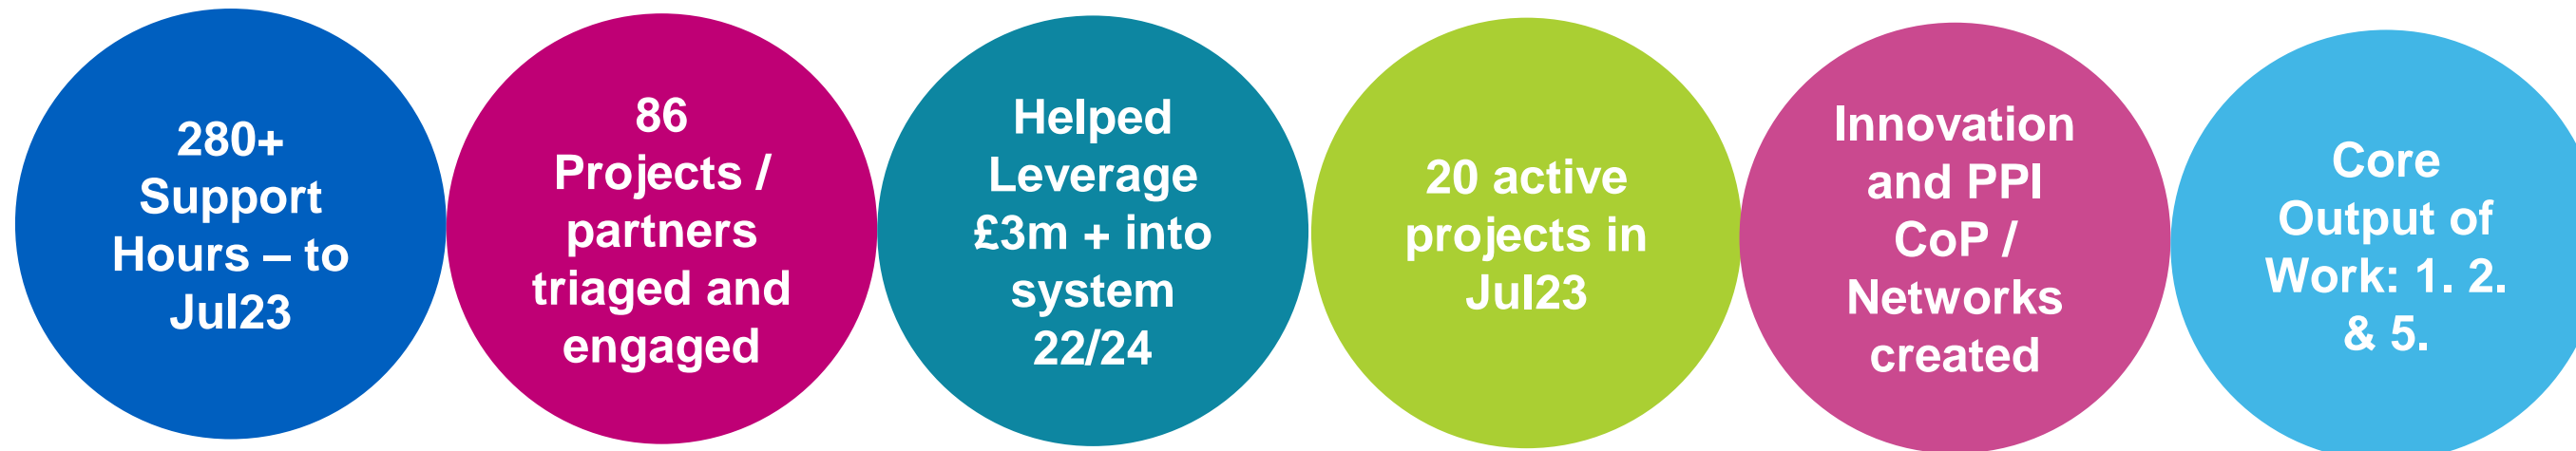 280+
Support
Hours – to
Jul23
86
Projects /
partners
triaged and
engaged
Helped
Leverage
£3m + into
system
22/24
20 active
projects in
Jul23
Innovation
and PPI
CoP /
Networks
created
Core
Output of
Work: 1. 2.
& 5.